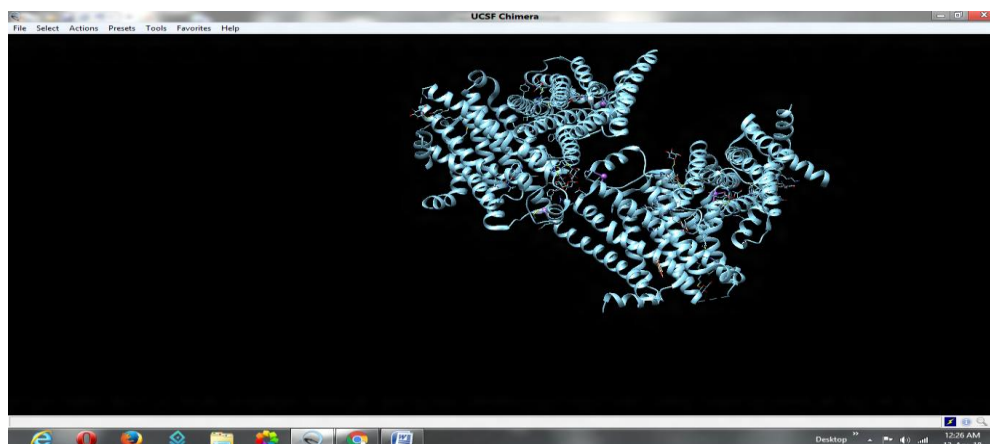 UCSF Chimera
File Select Actions Presets Tools Favorites Help
Desktop
12:26 AM